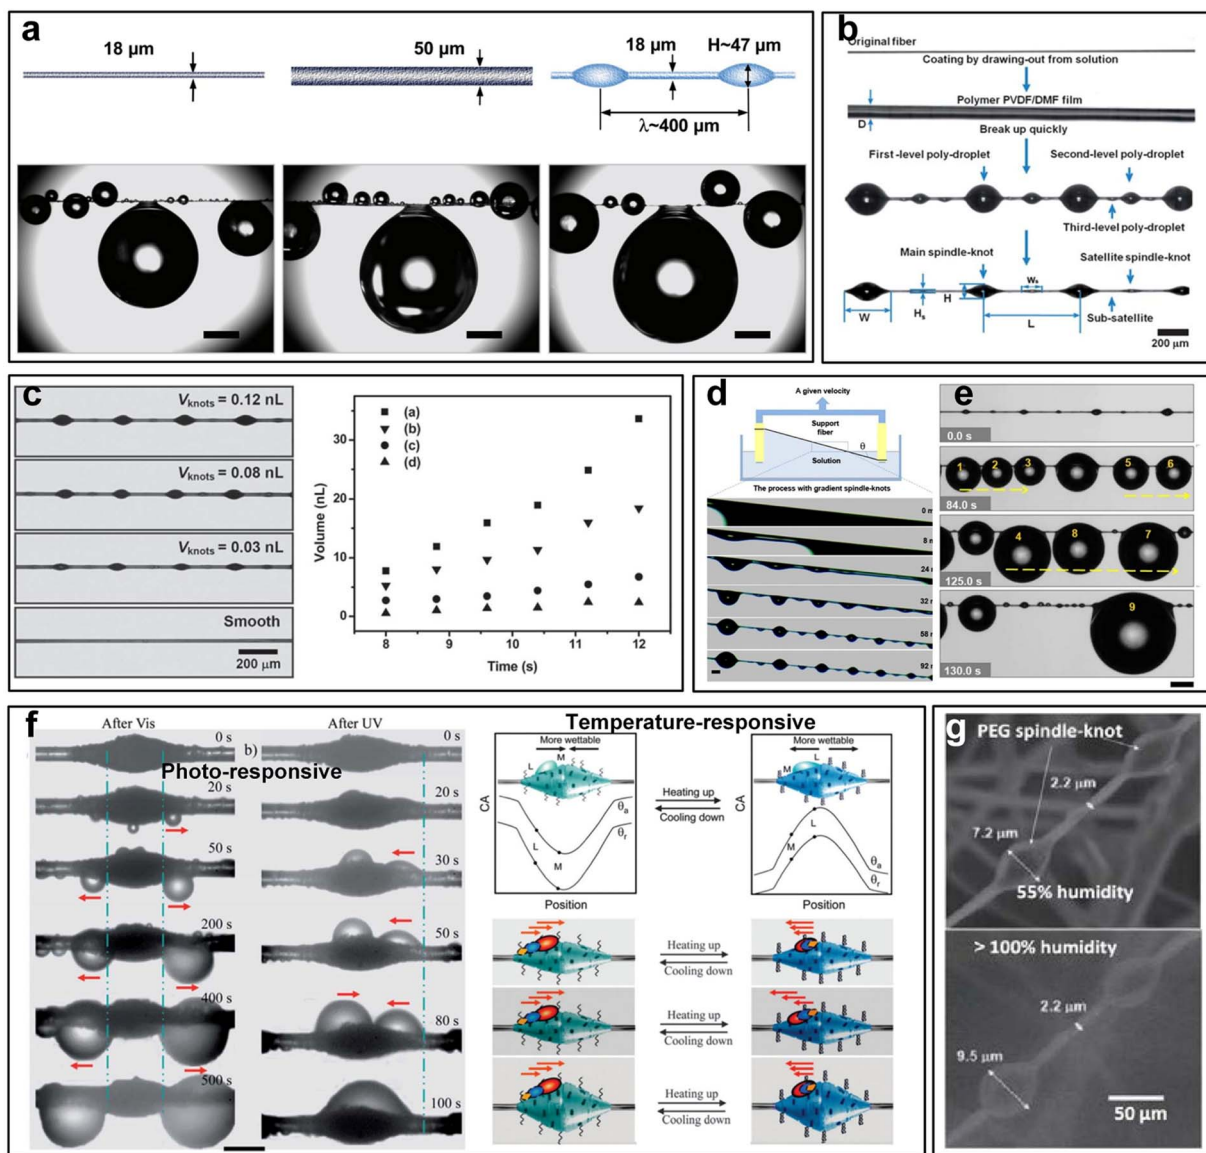 a
18 μm
50 μm
18 μm
H~47 μm
λ~400 μm
b
Original fiber
Coating by drawing-out from solution
Polymer PVDF/DMF film
D
Break up quickly
First-level poly-droplet
Second-level poly-droplet
Third-level poly-droplet
Main spindle-knot
Satellite spindle-knot
Ws
H
Hs
W
L
Sub-satellite
200 μm
c
Vknots = 0.12 nL
Vknots = 0.08 nL
Vknots = 0.03 nL
Smooth
200 μm
Volume (nL)
30
20
10
0
(a)
(b)
(c)
(d)
8 9 10 11 12
Time (s)
d
A given velocity
Support
fiber
θ
Solution
The process with gradient spindle-knots
0 m
8 m
24 m
32 m
58 m
92 m
e
0.0 s
1 2 3 5 6
84.0 s
4 8 7
125.0 s
9
130.0 s
f
After Vis
After UV
Photo-responsive
b)
0 s
20 s
50 s
200 s
400 s
500 s
0 s
20 s
30 s
50 s
80 s
100 s
Temperature-responsive
More wettable
L M
CA
θa
θr
L
M
Position
Heating up
Cooling down
More wettable
M L
CA
L
M
θa
θr
Position
Heating up
Cooling down
Heating up
Cooling down
Heating up
Cooling down
g
PEG spindle-knot
2.2 μm
7.2 μm
55% humidity
> 100% humidity
2.2 μm
9.5 μm
50 μm